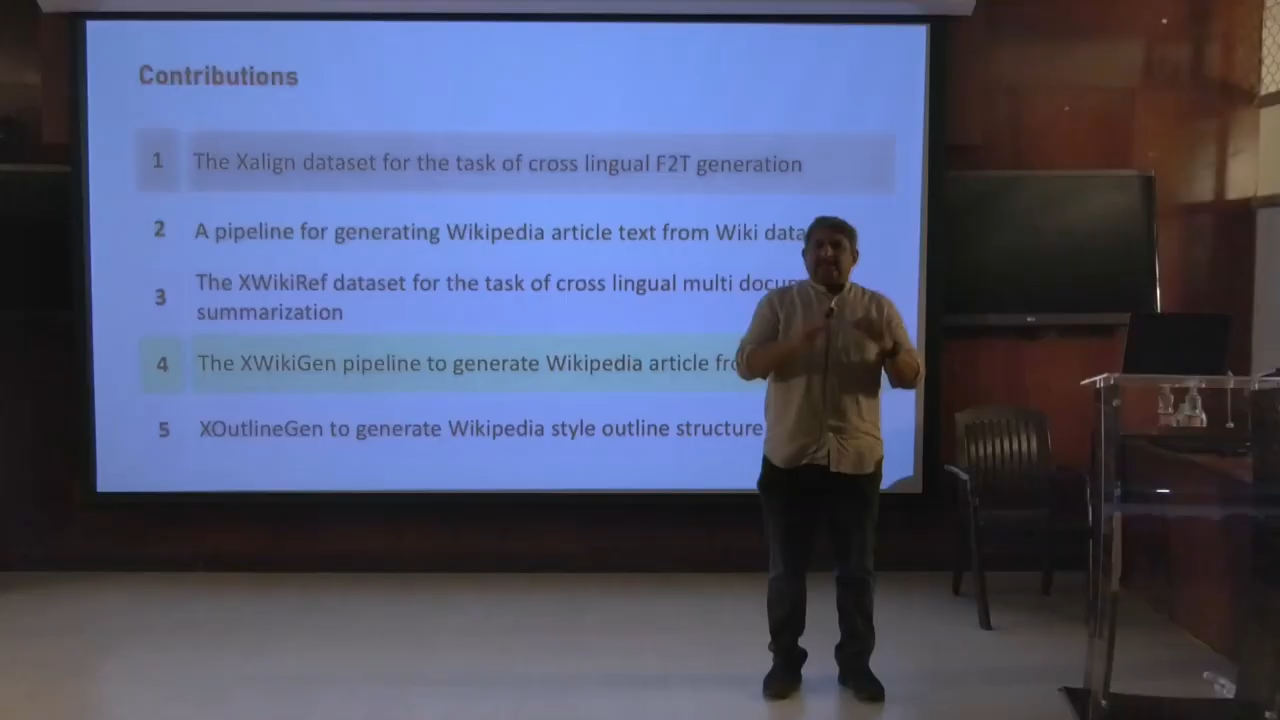 Contributions
1 The Xalign dataset for the task of cross lingual F2T generation
2 A pipeline for generating Wikipedia article text from Wiki data
3 The XWikiRef dataset for the task of cross lingual multi
summarization
4 The XWikiGen pipeline to generate Wikipedia article
5 XOutlineGen to generate Wikipedia style outline structure